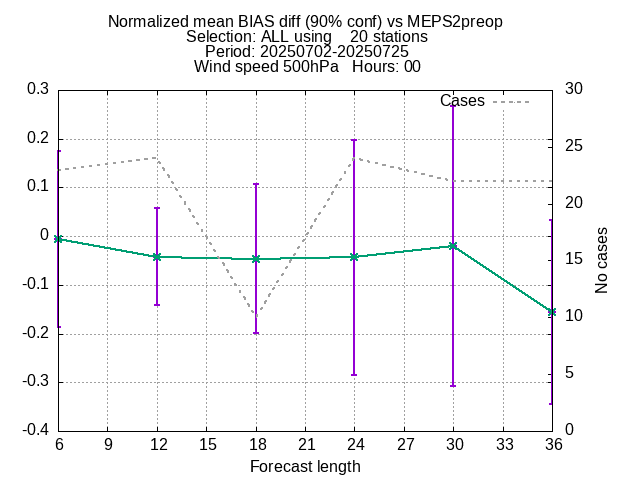 Normalized mean BIAS diff (90% conf) vs MEPS2preop
Selection: ALL using    20 stations
Period: 20250702-20250725
Wind speed 500hPa   Hours: 00
Cases
0.3
0.2
0.1
0
-0.1
-0.2
-0.3
-0.4
30
25
20
15
10
5
0
No cases
6 9 12 15 18 21 24 27 30 33 36
Forecast length